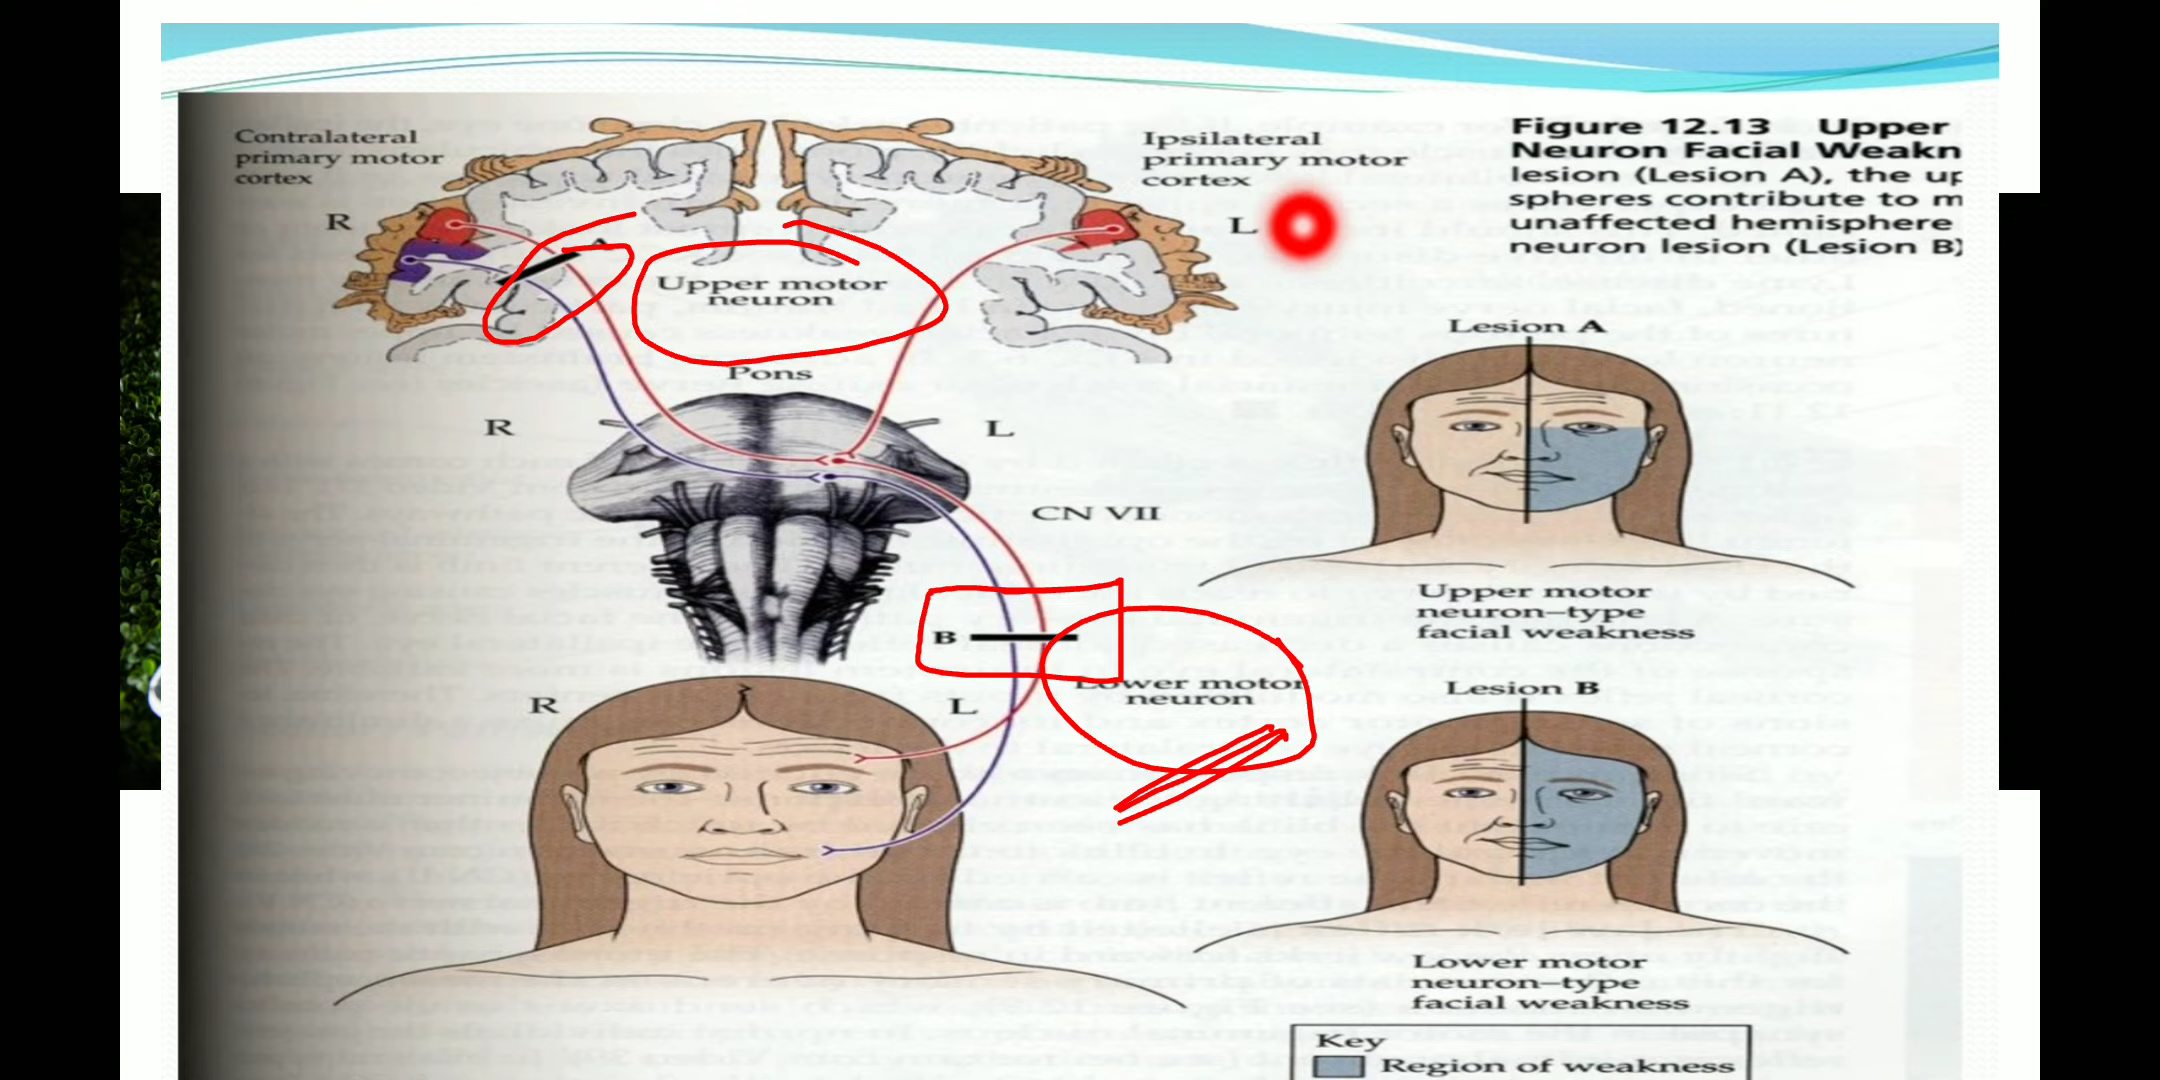 Contralateral
primary motor
cortex
Ipsilateral
primary motor
cortex
Figure 12.13 Upper
Neuron Facial Weakn
lesion (Lesion A), the up
spheres contribute to m
unaffected hemisphere
neuron lesion (Lesion B)
R
L
Upper motor
neuron
Pons
R
L
CN VII
B
Lower motor
neuron
R
L
Lesion A
Upper motor
neuron–type
facial weakness
Lesion B
Lower motor
neuron–type
facial weakness
Key
Region of weakness